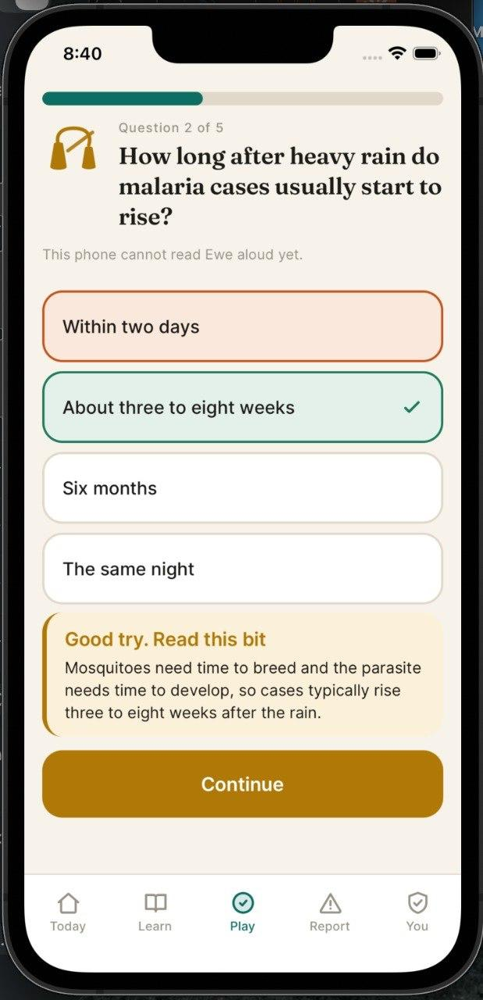 8:40
Question 2 of 5
How long after heavy rain do
malaria cases usually start to
rise?
This phone cannot read Ewe aloud yet.
Within two days
About three to eight weeks
Six months
The same night
Good try. Read this bit
Mosquitoes need time to breed and the parasite
needs time to develop, so cases typically rise
three to eight weeks after the rain.
Continue
Today Learn Play Report You